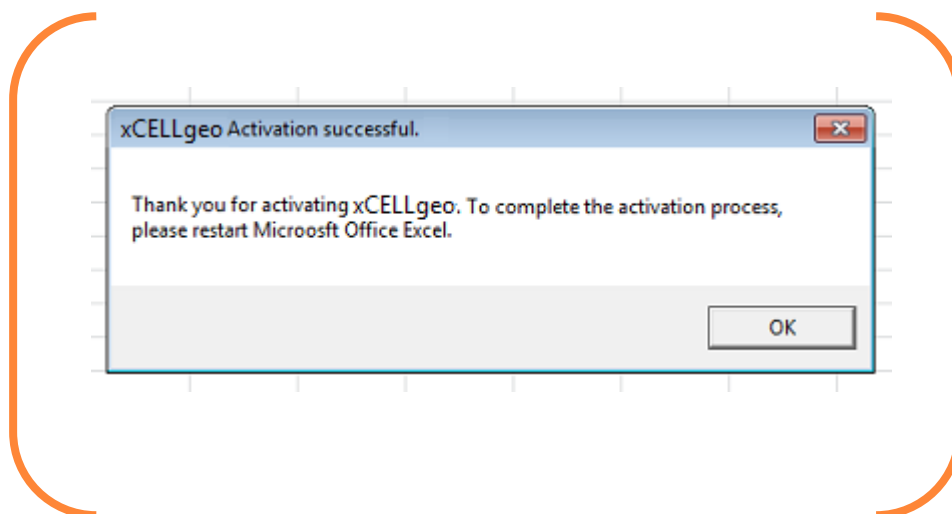 xCELLgeo Activation successful.
Thank you for activating xCELLgeo. To complete the activation process,
please restart Microosft Office Excel.
OK